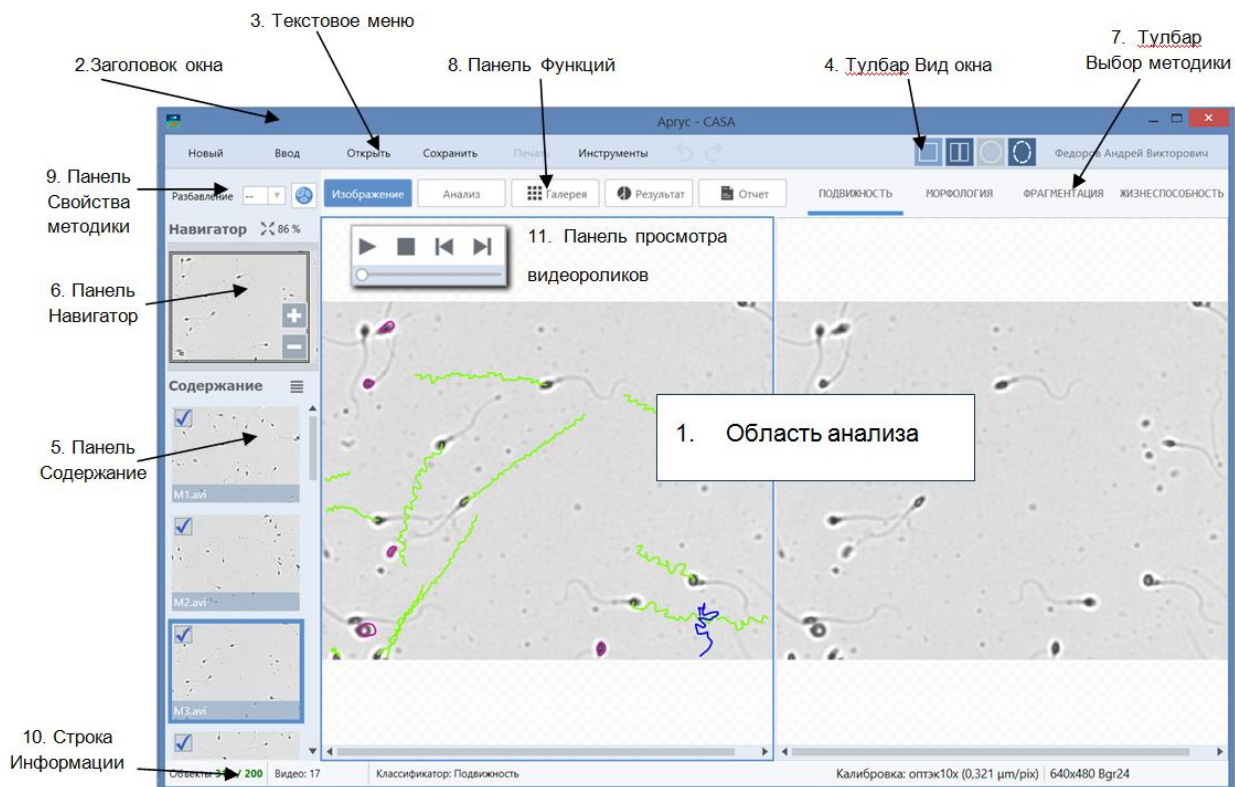 3. Текстовое меню
7. Тулбар
Выбор методики
2.Заголовок окна
8. Панель Функций
4. Тулбар Вид окна
Аргус - CASA
Новый Ввод Открыть Сохранить Печать Инструменты Федоров Андрей Викторович
9. Панель
Свойства
методики
Разбавление -- Изображение Анализ Галерея Результат Отчет ПОДВИЖНОСТЬ МОРФОЛОГИЯ ФРАГМЕНТАЦИЯ ЖИЗНЕСПОСОБНОСТЬ
Навигатор 86 %
11. Панель просмотра
видеороликов
6. Панель
Навигатор
Содержание
1. Область анализа
5. Панель
Содержание
M1.avi
M2.avi
M3.avi
10. Строка
Информации
Объекты / 200 Видео: 17 Классификатор: Подвижность Калибровка: оптэк10x (0,321 μm/pix) 640x480 Bgr24